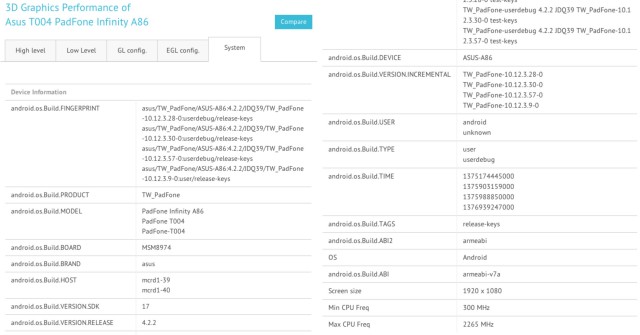 3D Graphics Performance of
Asus T004 PadFone Infinity A86
Compare
High level
Low Level
GL config.
EGL config.
System
Device Information
android.os.Build.FINGERPRINT
asus/TW_PadFone/ASUS-A86:4.2.2/JDQ39/TW_PadFone
-10.12.3.28-0:userdebug/release-keys
asus/TW_PadFone/ASUS-A86:4.2.2/JDQ39/TW_PadFone
-10.12.3.30-0:userdebug/release-keys
asus/TW_PadFone/ASUS-A86:4.2.2/JDQ39/TW_PadFone
-10.12.3.57-0:userdebug/release-keys
asus/TW_PadFone/ASUS-A86:4.2.2/JDQ39/TW_PadFone
-10.12.3.9-0:user/release-keys
android.os.Build.PRODUCT
TW_PadFone
android.os.Build.MODEL
PadFone Infinity A86
PadFone T004
PadFone-T004
android.os.Build.BOARD
MSM8974
android.os.Build.BRAND
asus
android.os.Build.HOST
mcrd1-39
mcrd1-40
android.os.Build.VERSION.SDK
17
android.os.Build.VERSION.RELEASE
4.2.2
2.3.28-0 test-keys
TW_PadFone-userdebug 4.2.2 JDQ39 TW_PadFone-10.1
2.3.30-0 test-keys
TW_PadFone-userdebug 4.2.2 JDQ39 TW_PadFone-10.1
2.3.57-0 test-keys
android.os.Build.DEVICE
ASUS-A86
android.os.Build.VERSION.INCREMENTAL
TW_PadFone-10.12.3.28-0
TW_PadFone-10.12.3.30-0
TW_PadFone-10.12.3.57-0
TW_PadFone-10.12.3.9-0
android.os.Build.USER
android
unknown
android.os.Build.TYPE
user
userdebug
android.os.Build.TIME
1375174445000
1375903159000
1375988850000
1376939247000
android.os.Build.TAGS
release-keys
android.os.Build.ABI2
armeabi
OS
Android
android.os.Build.ABI
armeabi-v7a
Screen size
1920 x 1080
Min CPU Freq
300 MHz
Max CPU Freq
2265 MHz